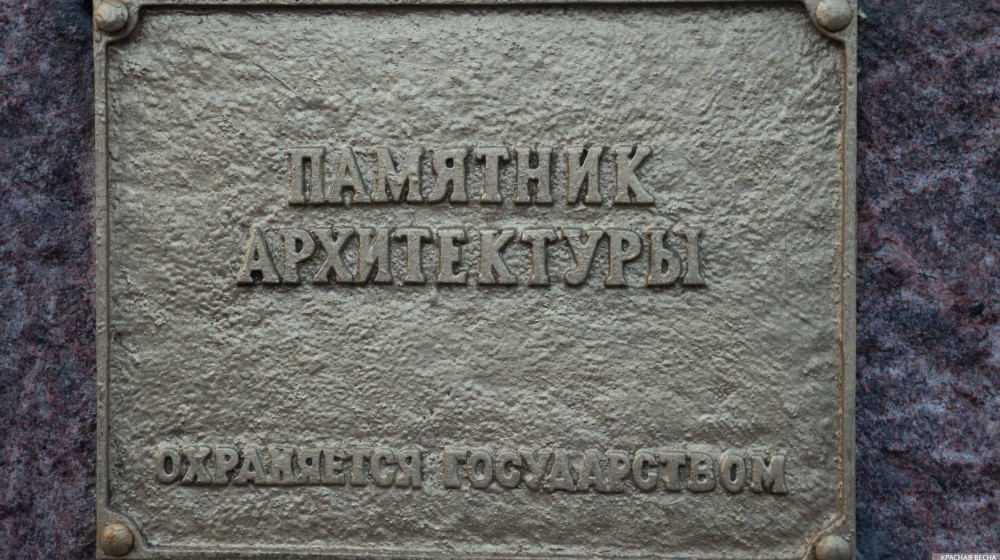 ПАМЯТНИК
АРХИТЕКТУРЫ
ОХРАНЯЕТСЯ ГОСУДАРСТВОМ
КРАСНАЯ ВЕСНА